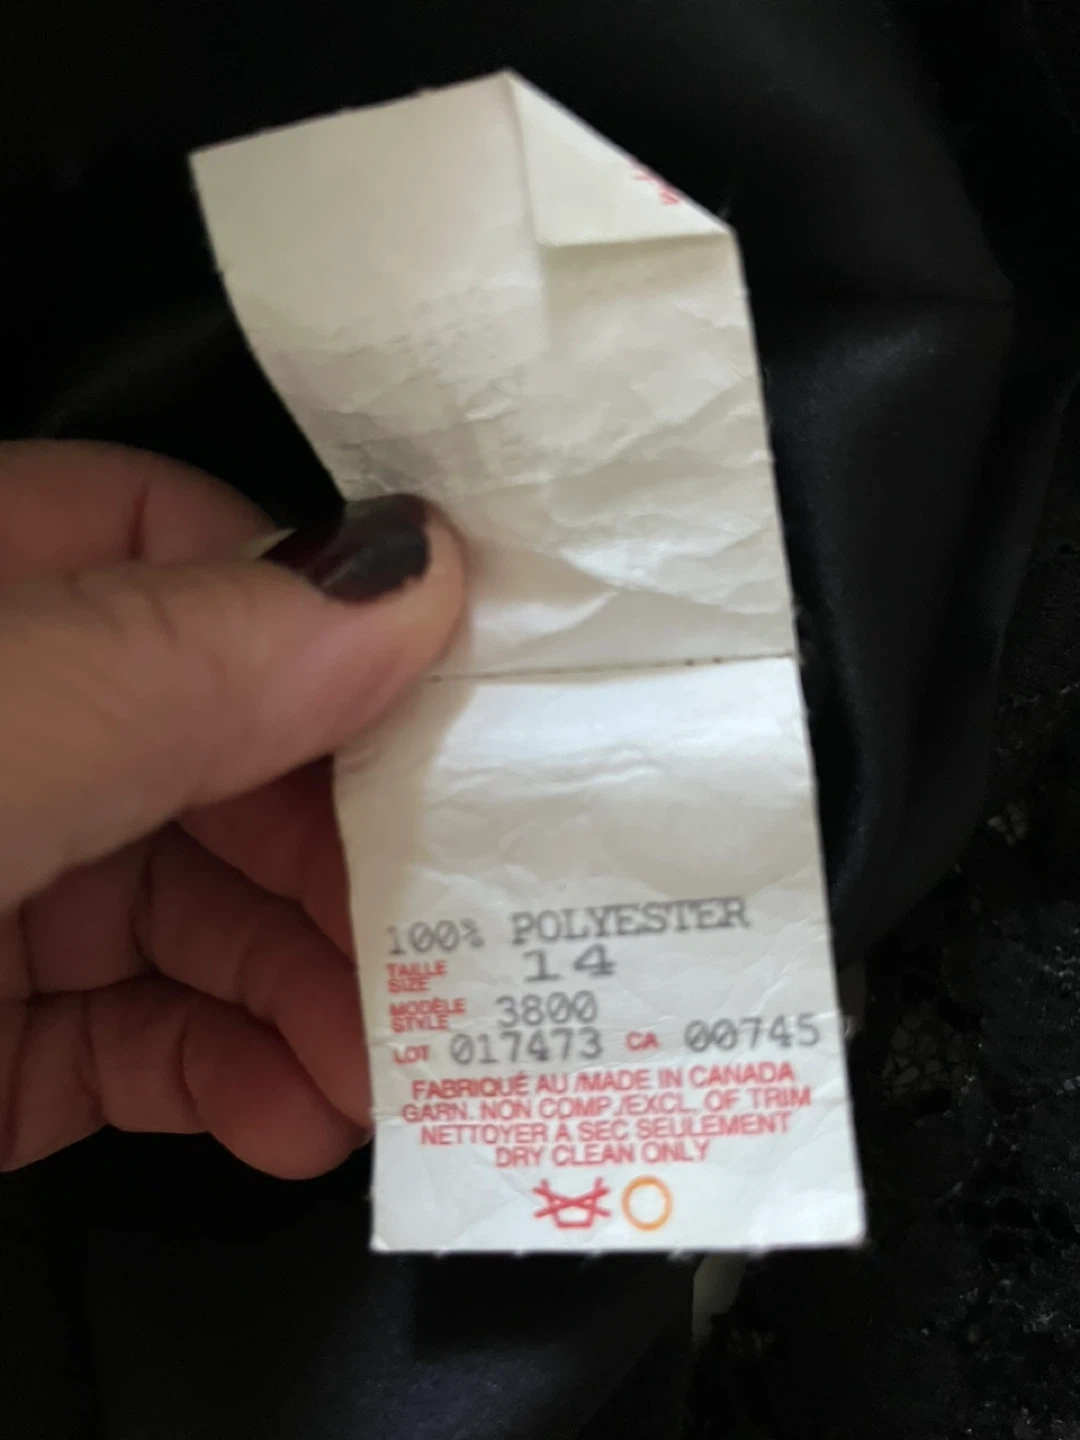 100% POLYESTER
TAILLE
SIZE 14
MODÈLE
STYLE 3800
LOT 017473 CA 00745
FABRIQUÉ AU /MADE IN CANADA
GARN. NON COMP./EXCL. OF TRIM
NETTOYER A SEC SEULEMENT
DRY CLEAN ONLY